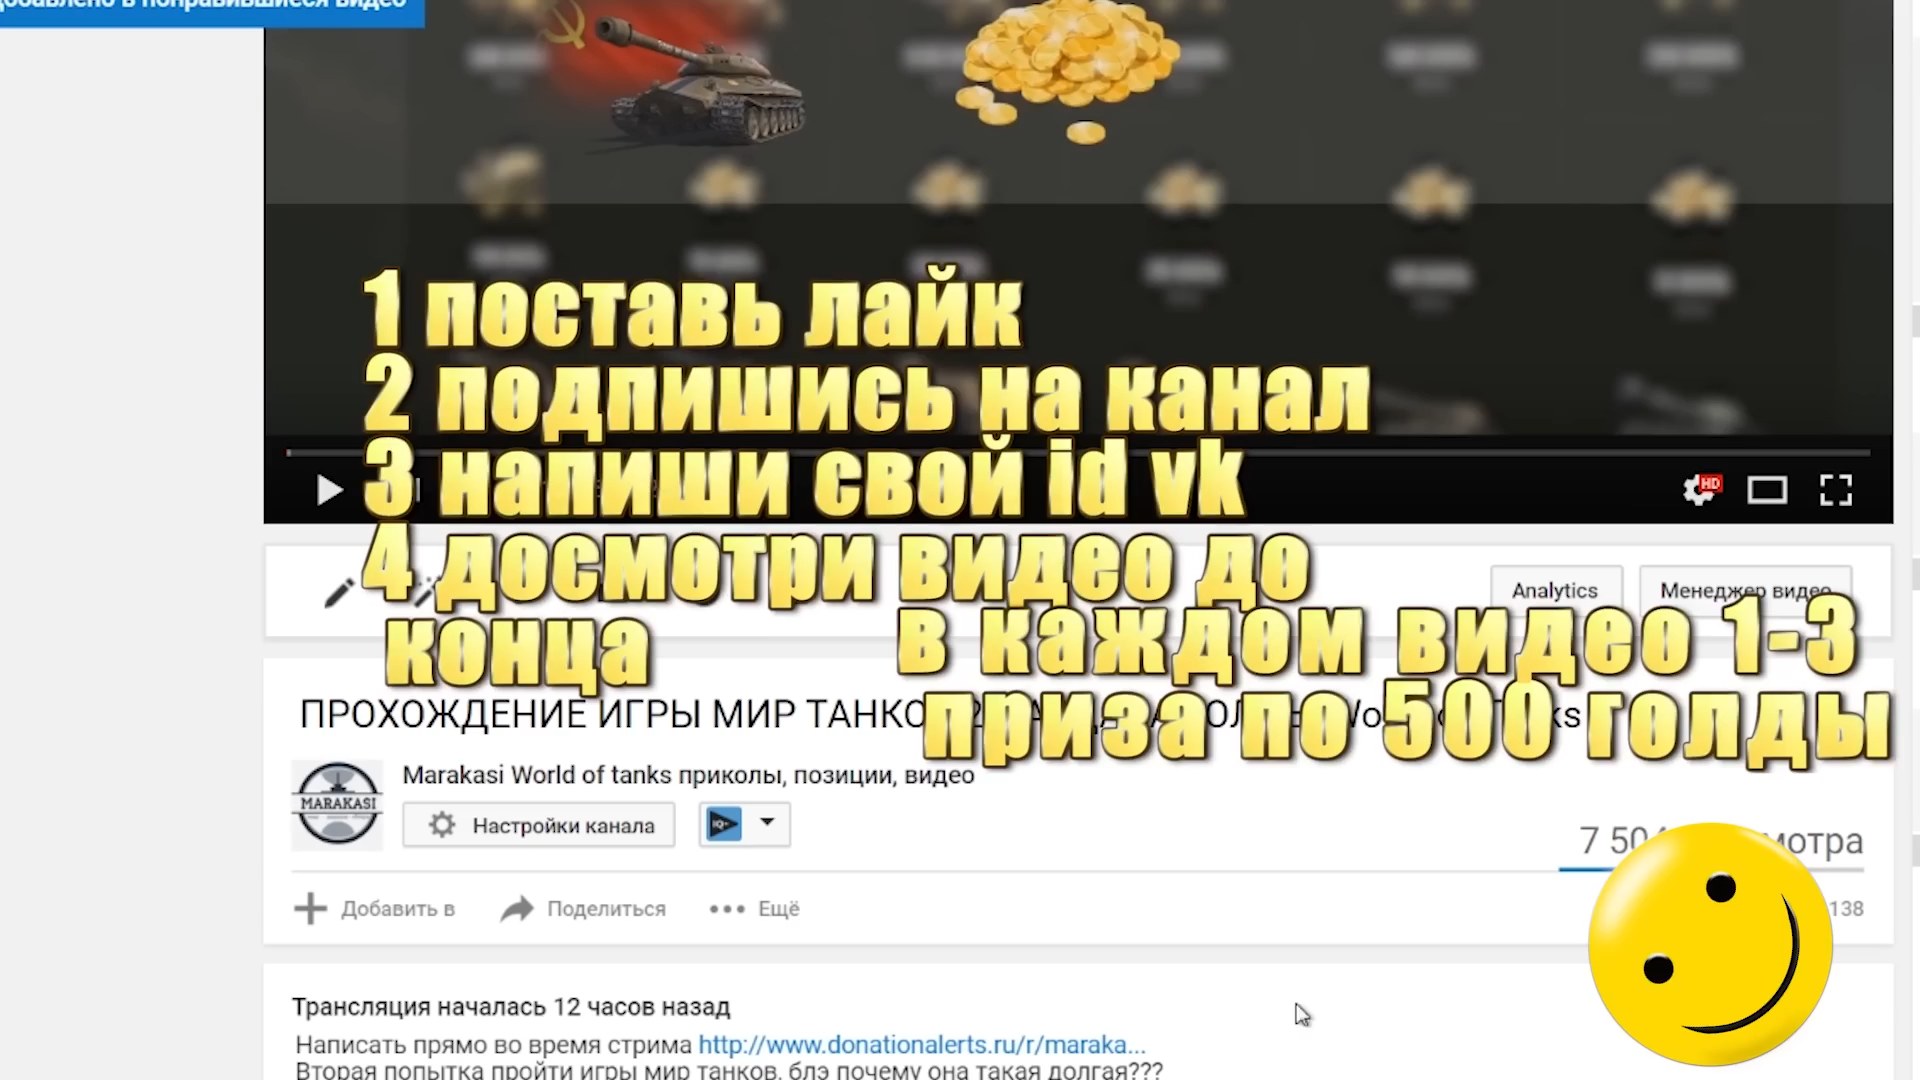 добавлено в понравившиеся видео
1 поставь лайк
2 подпишись на канал
3 напиши свой id vk
HD
4 досмотри видео до
конца
Analytics
Менеджер видео
в каждом видео 1-3
приза по 500 голды
ПРОХОЖДЕНИЕ ИГРЫ МИР ТАНКО
MARAKASI
Marakasi World of tanks приколы, позиции, видео
Настройки канала
IQ+
Добавить в
Поделиться
Ещё
138
Трансляция началась 12 часов назад
Написать прямо во время стрима http://www.donationalerts.ru/r/maraka...
Вторая попытка пройти игры мир танков, блэ почему она такая долгая???